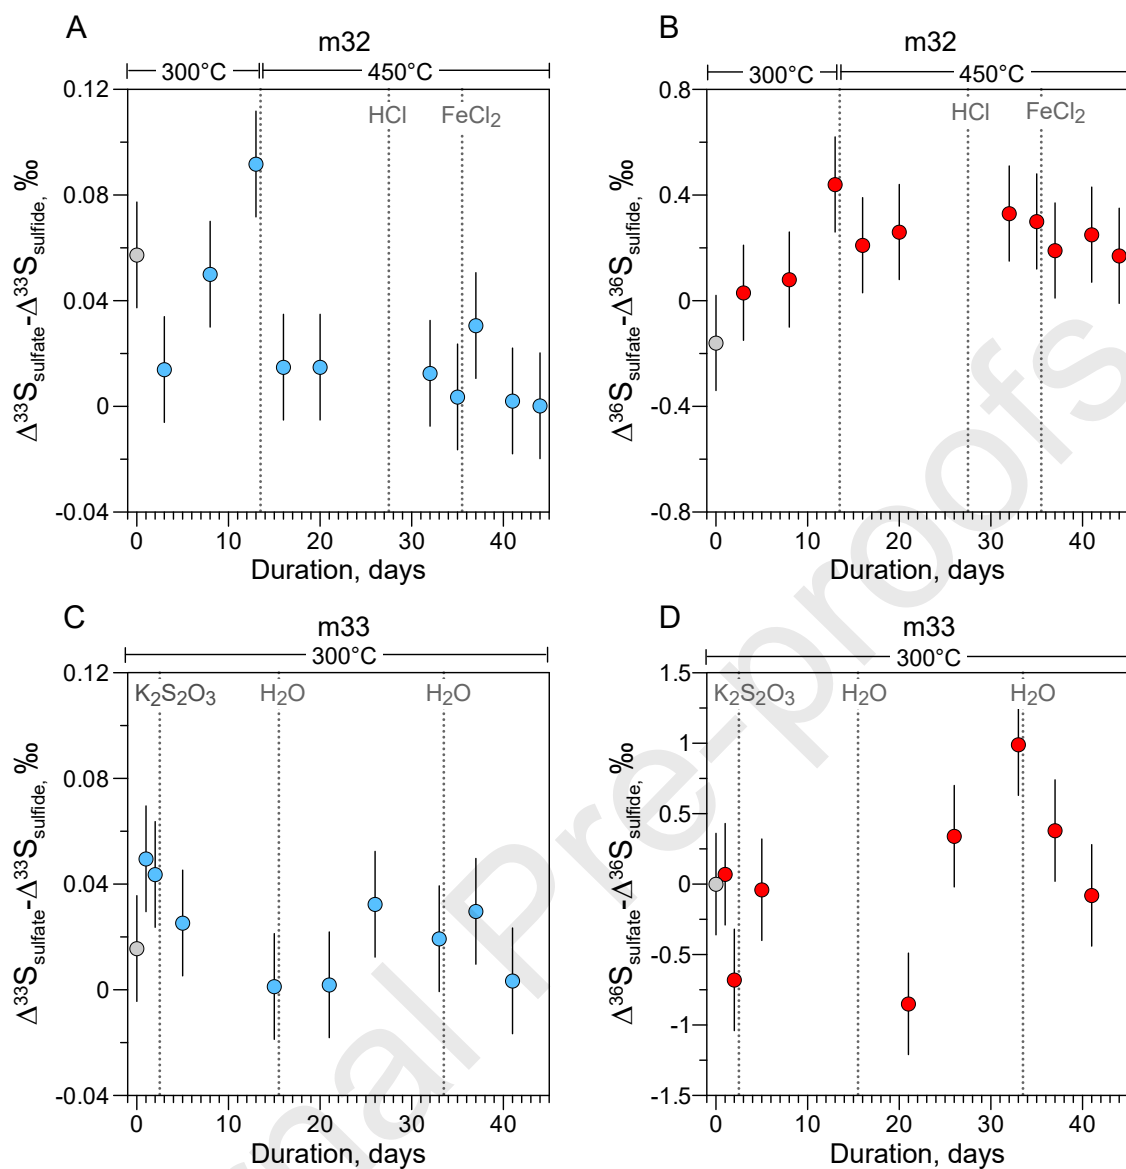 A
m32
300°C
450°C
HCl
FeCl2
0.12
0.08
0.04
0
-0.04
Δ33Ssulfate-Δ33Ssulfide, ‰
0
10
20
30
40
Duration, days
B
m32
300°C
450°C
HCl
FeCl2
0.8
0.4
0
-0.4
-0.8
Δ36Ssulfate-Δ36Ssulfide, ‰
0
10
20
30
40
Duration, days
C
m33
300°C
K2S2O3
H2O
H2O
0.12
0.08
0.04
0
-0.04
Δ33Ssulfate-Δ33Ssulfide, ‰
0
10
20
30
40
Duration, days
D
m33
300°C
K2S2O3
H2O
H2O
1.5
1
0.5
0
-0.5
-1
-1.5
Δ36Ssulfate-Δ36Ssulfide, ‰
0
10
20
30
40
Duration, days
nal Pre-proofs